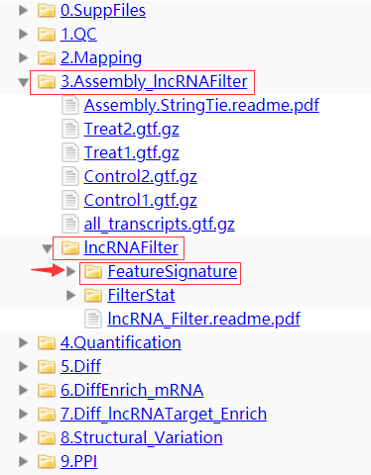 0.SuppFiles
1.QC
2.Mapping
3.Assembly_lncRNAFilter
Assembly.StringTie.readme.pdf
Treat2.gtf.gz
Treat1.gtf.gz
Control2.gtf.gz
Control1.gtf.gz
all_transcripts.gtf.gz
lncRNAFilter
FeatureSignature
FilterStat
lncRNA_Filter.readme.pdf
4.Quantification
5.Diff
6.DiffEnrich_mRNA
7.Diff_lncRNATarget_Enrich
8.Structural_Variation
9.PPI